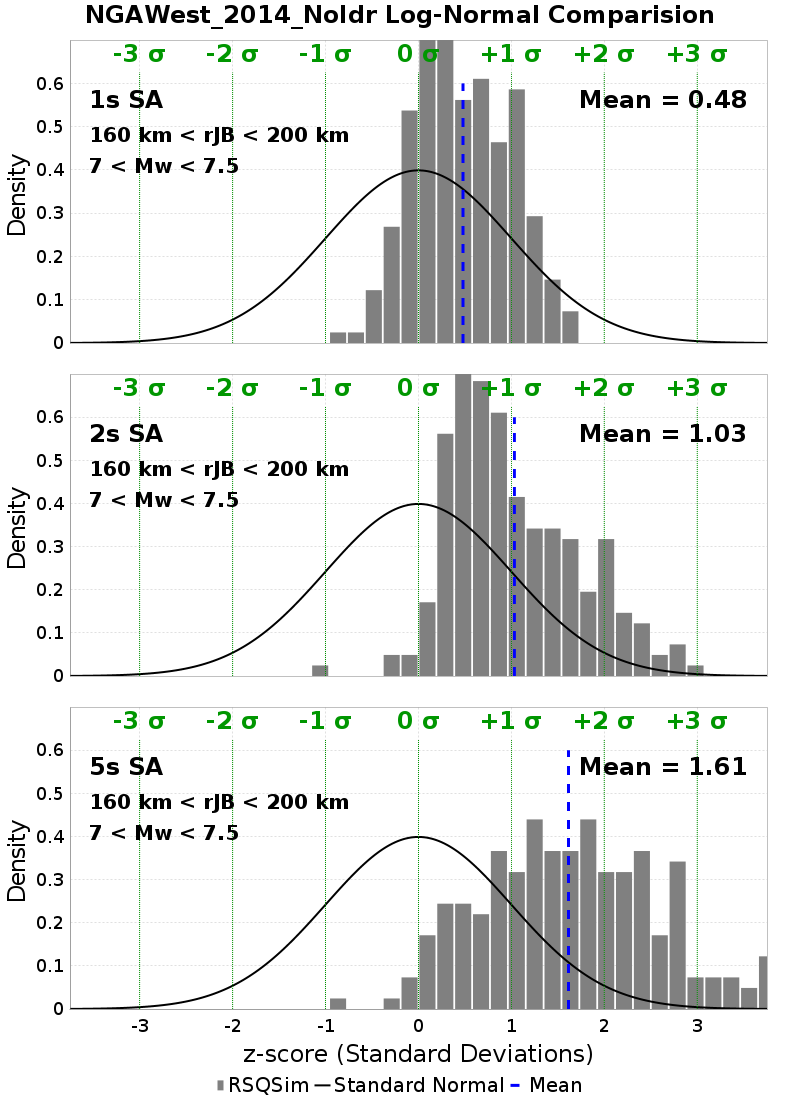 NGAWest_2014_NoIdr Log-Normal Comparision
-3 σ -2 σ -1 σ 0 σ +1 σ +2 σ +3 σ
1s SA Mean = 0.48
160 km < rJB < 200 km
7 < Mw < 7.5
0.6
0.5
0.4
0.3
0.2
0.1
0
Density
-3 σ -2 σ -1 σ 0 σ +1 σ +2 σ +3 σ
2s SA Mean = 1.03
160 km < rJB < 200 km
7 < Mw < 7.5
0.6
0.5
0.4
0.3
0.2
0.1
0
Density
-3 σ -2 σ -1 σ 0 σ +1 σ +2 σ +3 σ
5s SA Mean = 1.61
160 km < rJB < 200 km
7 < Mw < 7.5
0.6
0.5
0.4
0.3
0.2
0.1
0
Density
-3 -2 -1 0 1 2 3
z-score (Standard Deviations)
RSQSim Standard Normal Mean